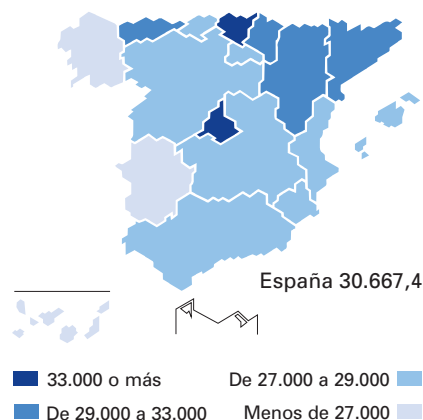 España 30.667,4
33.000 o más
De 27.000 a 29.000
De 29.000 a 33.000
Menos de 27.000